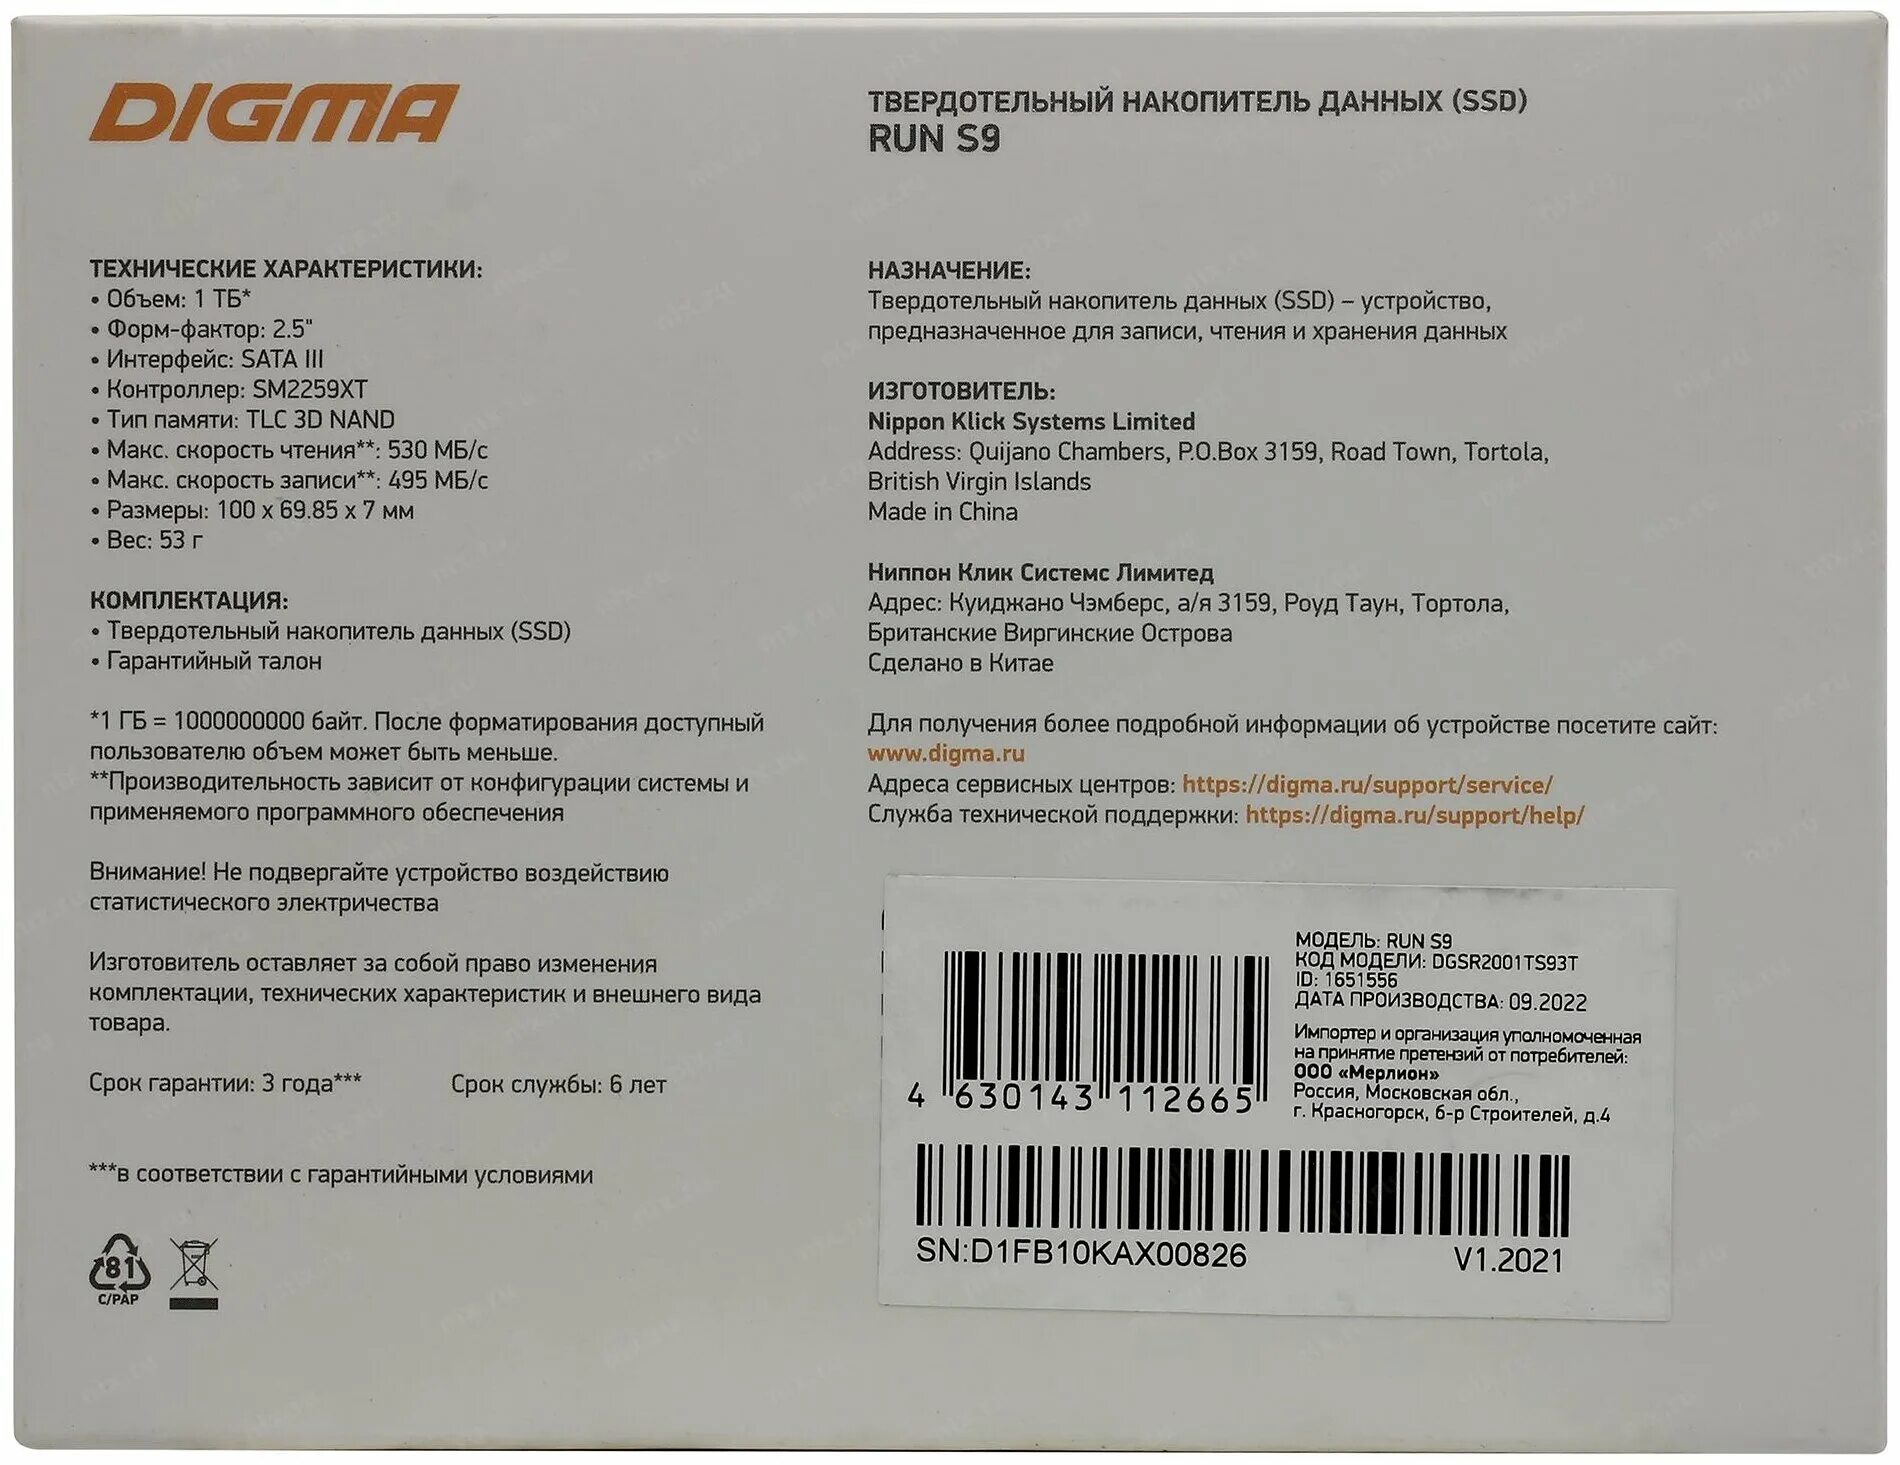 DIGMA
ТЕХНИЧЕСКИЕ ХАРАКТЕРИСТИКИ:
• Объем: 1 ТБ*
• Форм-фактор: 2.5"
• Интерфейс: SATA III
• Контроллер: SM2259XT
• Тип памяти: TLC 3D NAND
• Макс. скорость чтения**: 530 МБ/с
• Макс. скорость записи**: 495 МБ/с
• Размеры: 100 x 69.85 x 7 мм
• Вес: 53 г
КОМПЛЕКТАЦИЯ:
• Твердотельный накопитель данных (SSD)
• Гарантийный талон
*1 ГБ = 1000000000 байт. После форматирования доступный
пользователю объем может быть меньше.
**Производительность зависит от конфигурации системы и
применяемого программного обеспечения
Внимание! Не подвергайте устройство воздействию
статистического электричества
Изготовитель оставляет за собой право изменения
комплектации, технических характеристик и внешнего вида
товара.
Срок гарантии: 3 года*** Срок службы: 6 лет
***в соответствии с гарантийными условиями
81
C/PAP
ТВЕРДОТЕЛЬНЫЙ НАКОПИТЕЛЬ ДАННЫХ (SSD)
RUN S9
НАЗНАЧЕНИЕ:
Твердотельный накопитель данных (SSD) – устройство,
предназначенное для записи, чтения и хранения данных
ИЗГОТОВИТЕЛЬ:
Nippon Klick Systems Limited
Address: Quijano Chambers, P.O.Box 3159, Road Town, Tortola,
British Virgin Islands
Made in China
Ниппон Клик Системс Лимитед
Адрес: Куиджано Чэмберс, а/я 3159, Роуд Таун, Тортола,
Британские Виргинские Острова
Сделано в Китае
Для получения более подробной информации об устройстве посетите сайт:
www.digma.ru
Адреса сервисных центров: https://digma.ru/support/service/
Служба технической поддержки: https://digma.ru/support/help/
МОДЕЛЬ: RUN S9
КОД МОДЕЛИ: DGSR2001TS93T
ID: 1651556
ДАТА ПРОИЗВОДСТВА: 09.2022
Импортер и организация уполномоченная
на принятие претензий от потребителей:
ООО «Мерлион»
Россия, Московская обл.,
г. Красногорск, б-р Строителей, д.4
4 630143 112665
SN:D1FB10KAX00826 V1.2021